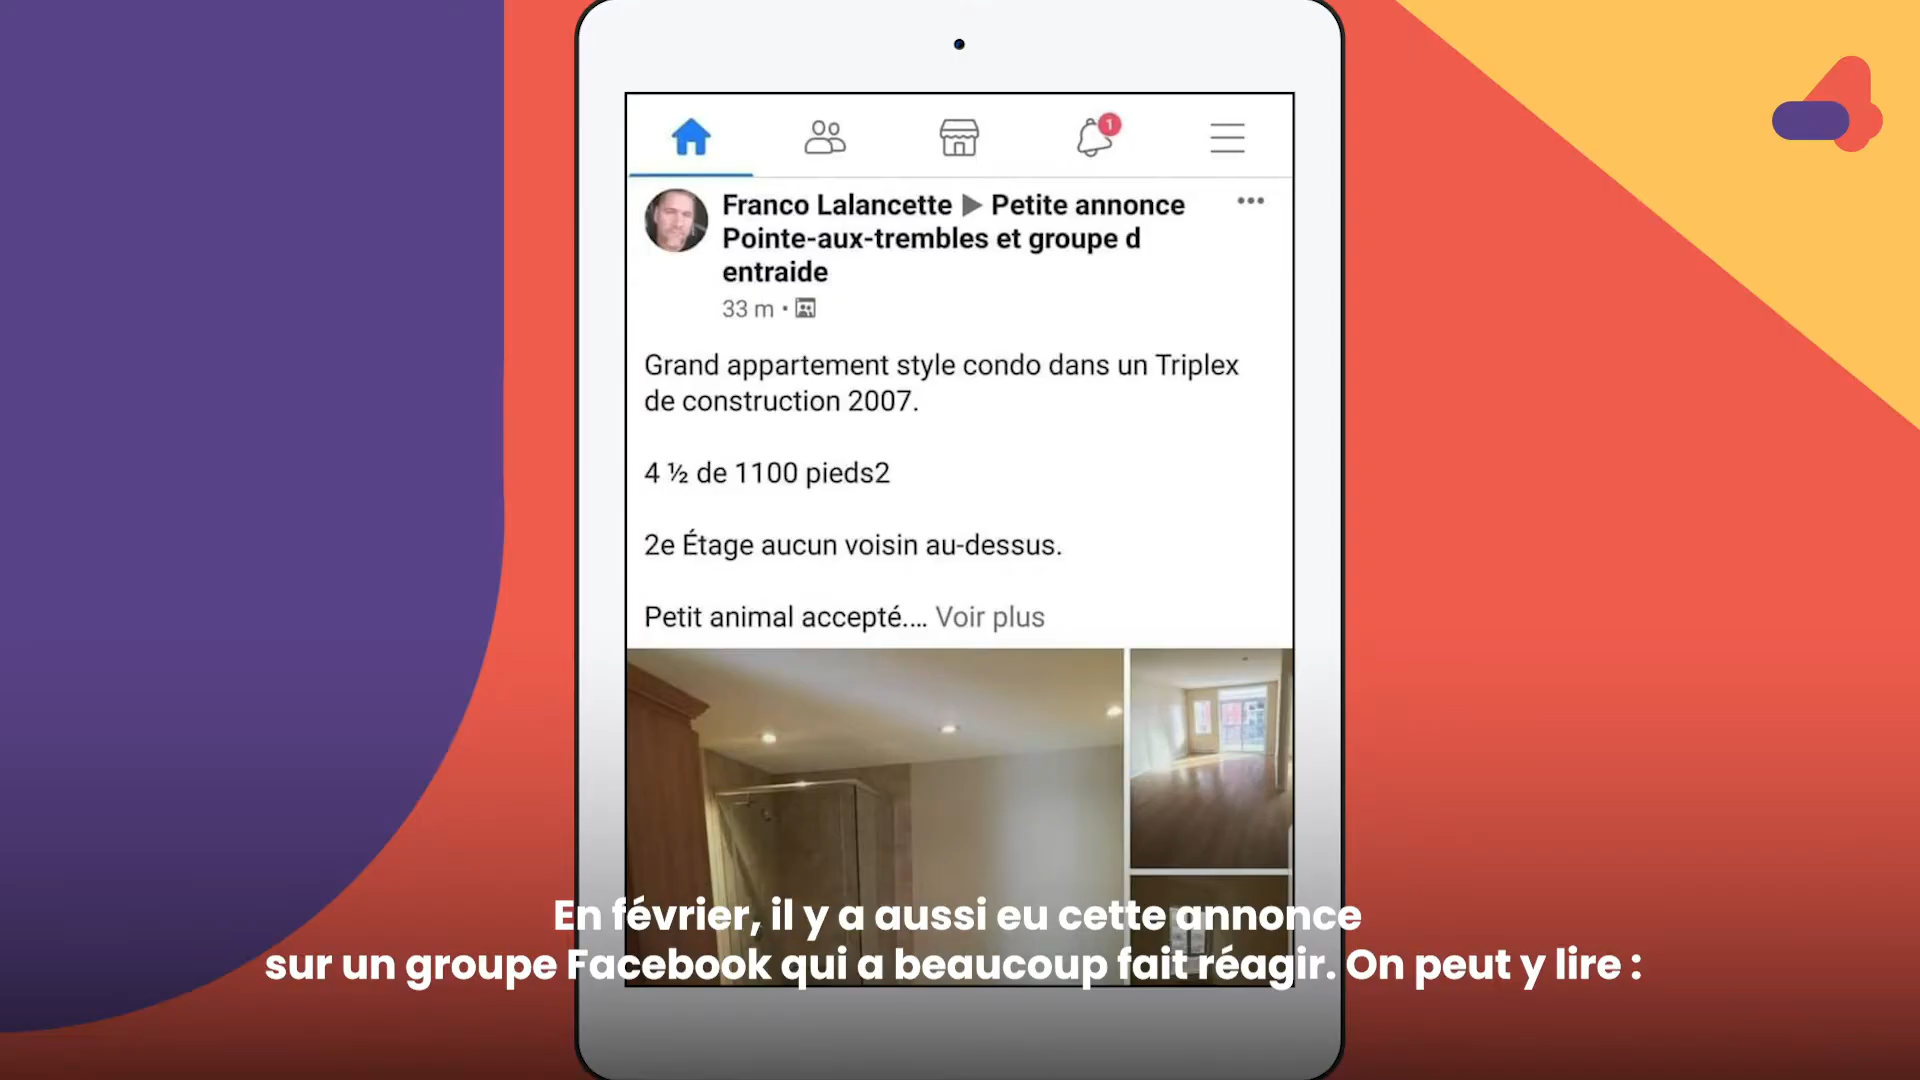 1
Franco Lalancette ▶ Petite annonce
Pointe-aux-trembles et groupe d
entraide
33 m ·
Grand appartement style condo dans un Triplex
de construction 2007.
4 ½ de 1100 pieds2
2e Étage aucun voisin au-dessus.
Petit animal accepté.... Voir plus
En février, il y a aussi eu cette annonce
sur un groupe Facebook qui a beaucoup fait réagir. On peut y lire :